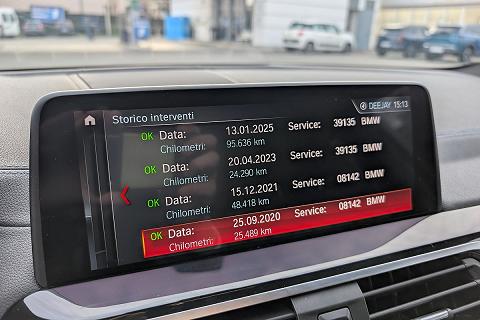 Storico interventi
DEEJAY 15:13
OK Data: 13.01.2025 Service: 39135 BMW
Chilometri: 95.636 km
OK Data: 20.04.2023 Service: 39135 BMW
Chilometri: 24.290 km
OK Data: 15.12.2021 Service: 08142 BMW
Chilometri: 48.418 km
OK Data: 25.09.2020 Service: 08142 BMW
Chilometri: 25.489 km